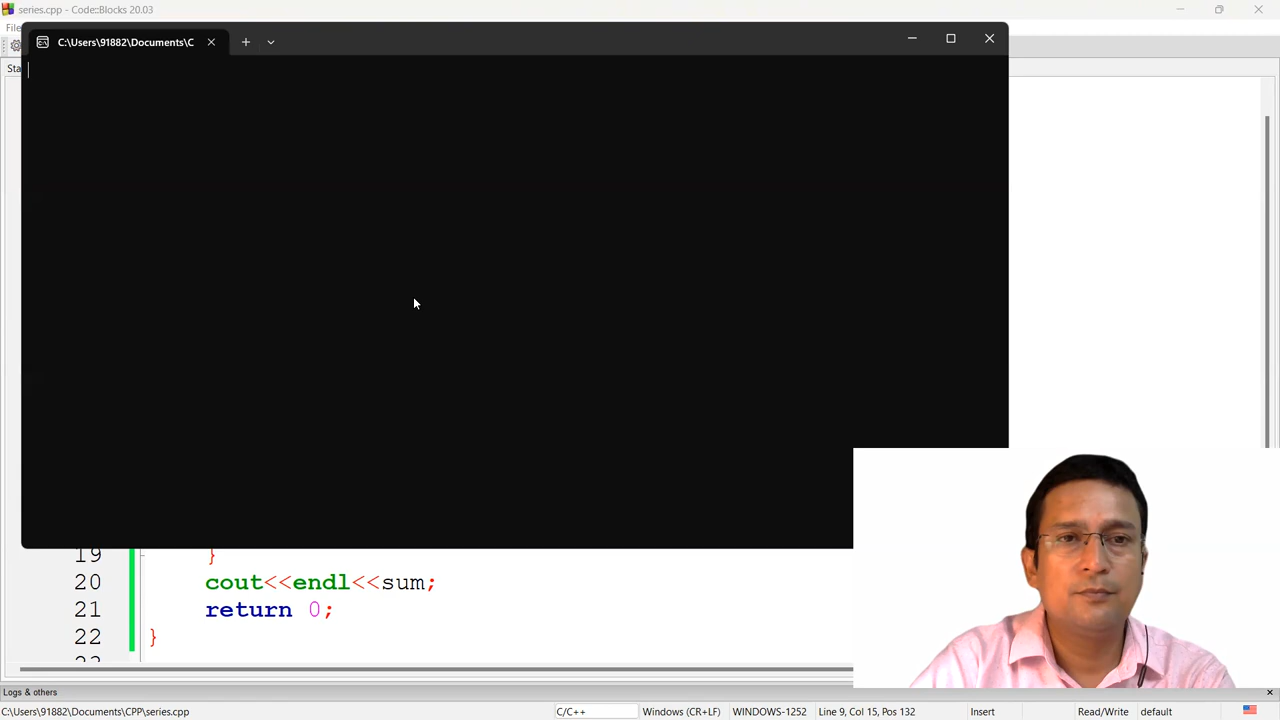 series.cpp - Code::Blocks 20.03
File
C:\Users\91882\Documents\C
Sta
19 }
20 cout<<endl<<sum;
21 return 0;
22 }
Logs & others
C:\Users\91882\Documents\CPP\series.cpp C/C++ Windows (CR+LF) WINDOWS-1252 Line 9, Col 15, Pos 132 Insert Read/Write default